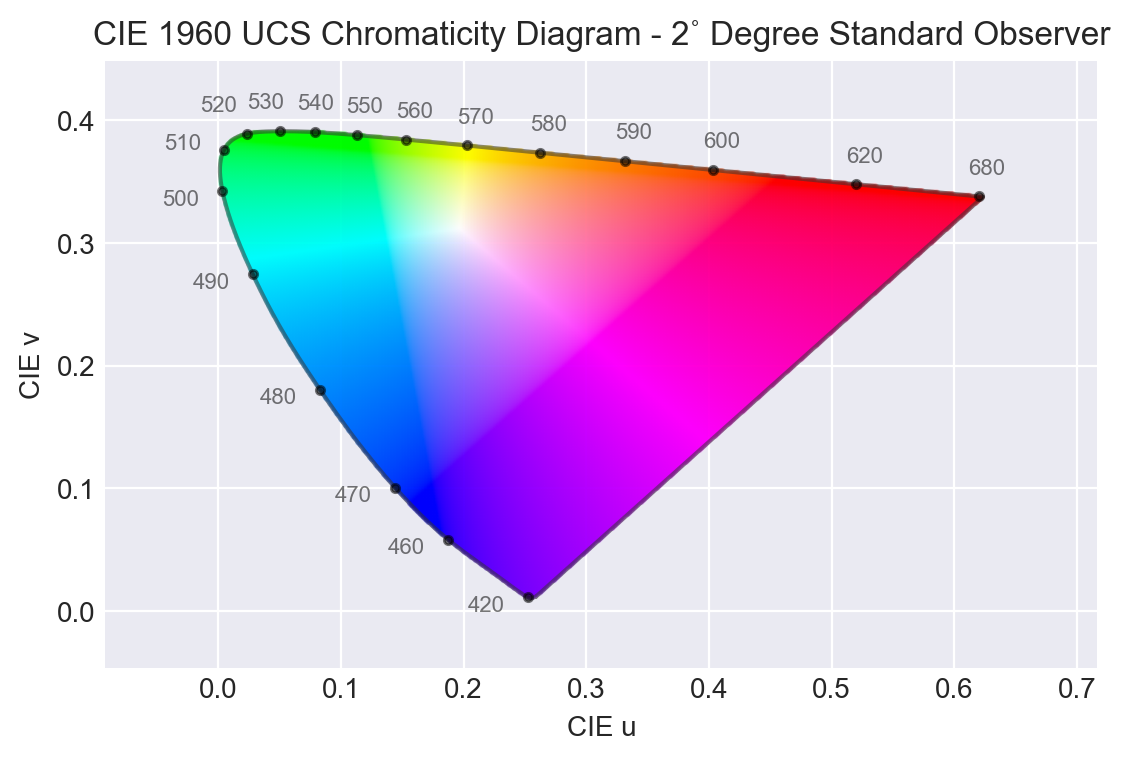 CIE 1960 UCS Chromaticity Diagram - 2° Degree Standard Observer
520 530 540 550 560 570 580 590 600 620 680
510
500
490
480
470
460
420
CIE v
0.4
0.3
0.2
0.1
0.0
0.0 0.1 0.2 0.3 0.4 0.5 0.6 0.7
CIE u